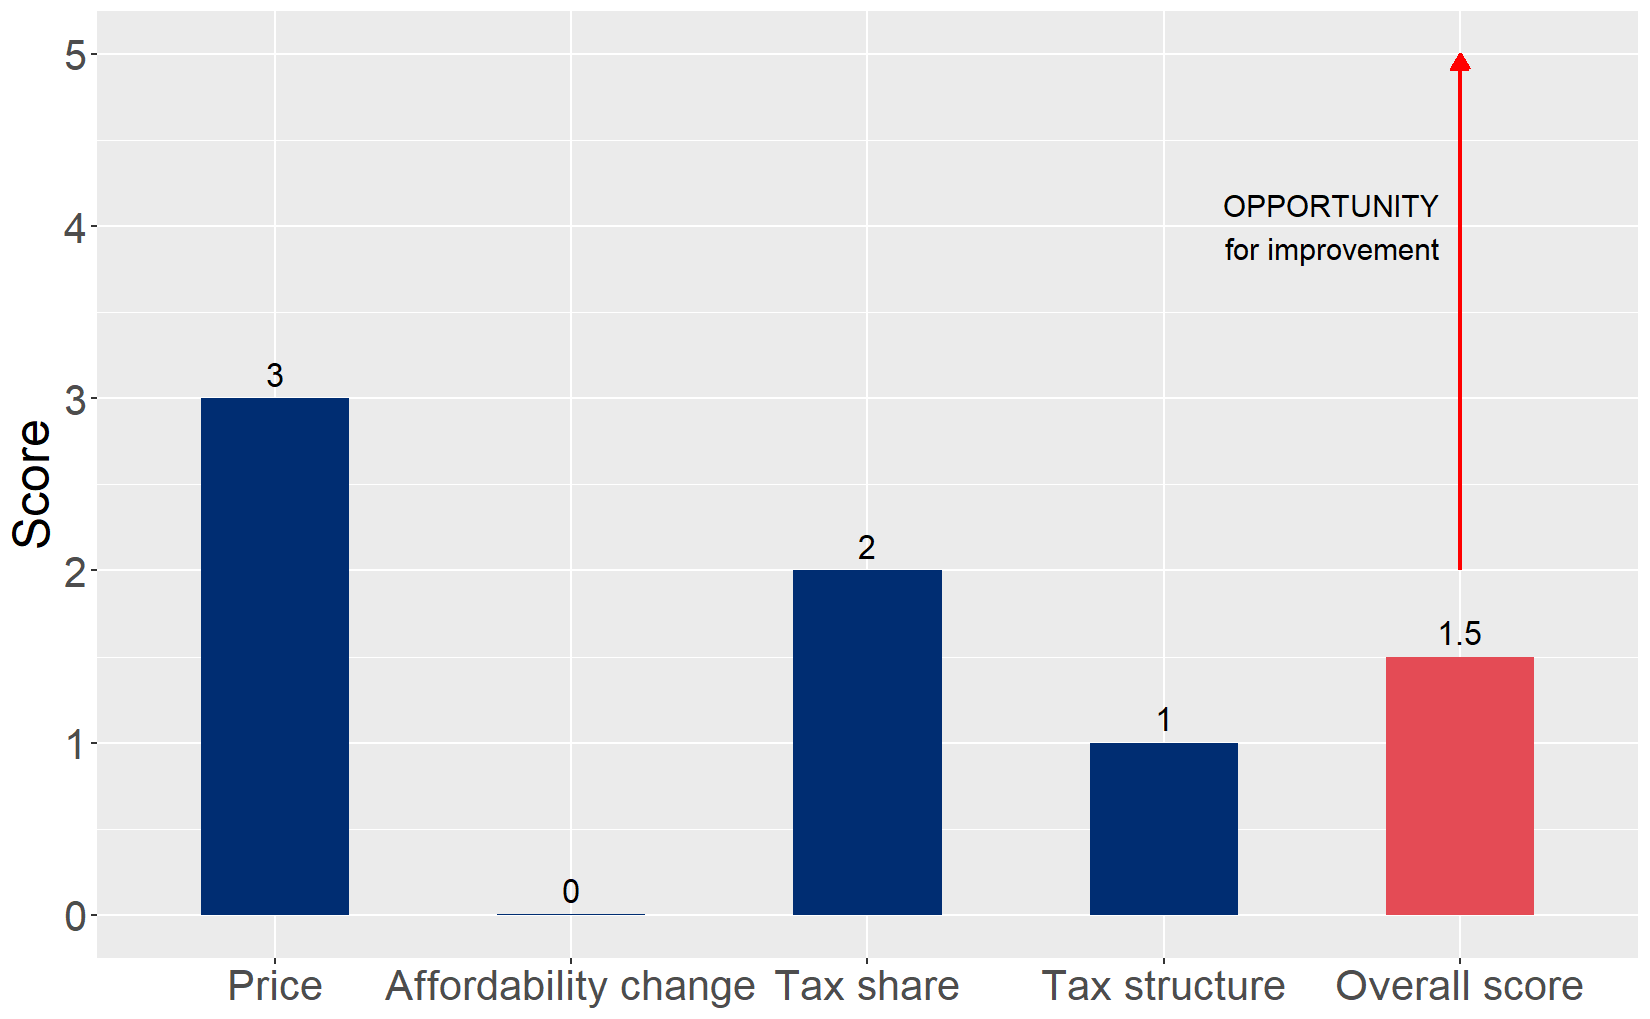 Score
5
4
3
2
1
0
3
0
2
1
1.5
OPPORTUNITY
for improvement
Price
Affordability change
Tax share
Tax structure
Overall score